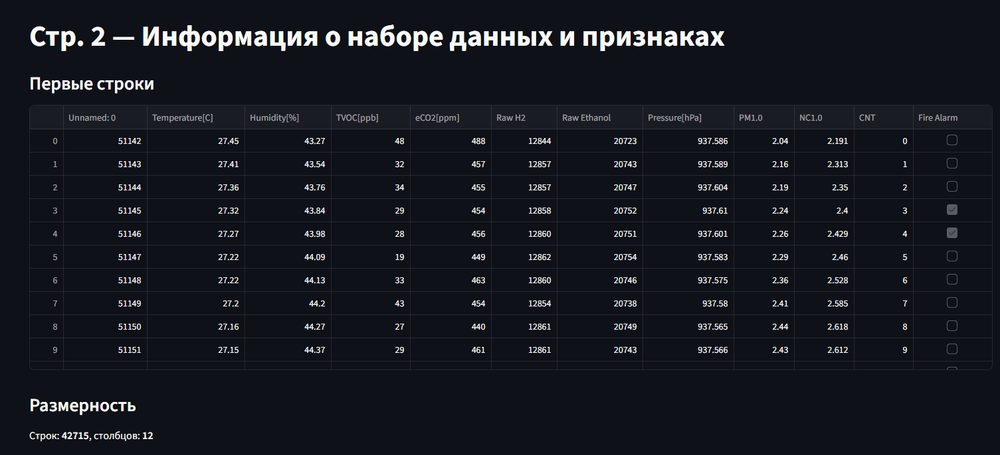 Стр. 2 — Информация о наборе данных и признаках
Первые строки
Unnamed: 0 Temperature[C] Humidity[%] TVOC[ppb] eCO2[ppm] Raw H2 Raw Ethanol Pressure[hPa] PM1.0 NC1.0 CNT Fire Alarm
0 51142 27.45 43.27 48 488 12844 20723 937.586 2.04 2.191 0
1 51143 27.41 43.54 32 457 12857 20743 937.589 2.16 2.313 1
2 51144 27.36 43.76 34 455 12857 20747 937.604 2.19 2.35 2
3 51145 27.32 43.84 29 454 12858 20752 937.61 2.24 2.4 3
4 51146 27.27 43.98 28 456 12860 20751 937.601 2.26 2.429 4
5 51147 27.22 44.09 19 449 12862 20754 937.583 2.29 2.46 5
6 51148 27.22 44.13 33 463 12860 20746 937.575 2.36 2.528 6
7 51149 27.2 44.2 43 454 12854 20738 937.58 2.41 2.585 7
8 51150 27.16 44.27 27 440 12861 20749 937.565 2.44 2.618 8
9 51151 27.15 44.37 29 461 12861 20743 937.566 2.43 2.612 9
Размерность
Строк: 42715, столбцов: 12